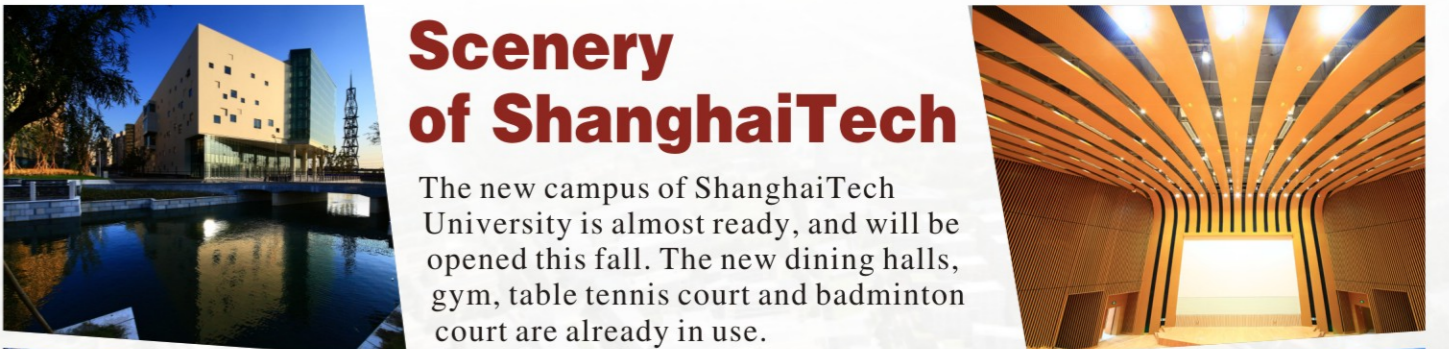 Scenery
of ShanghaiTech
The new campus of ShanghaiTech
University is almost ready, and will be
opened this fall. The new dining halls,
gym, table tennis court and badminton
court are already in use.